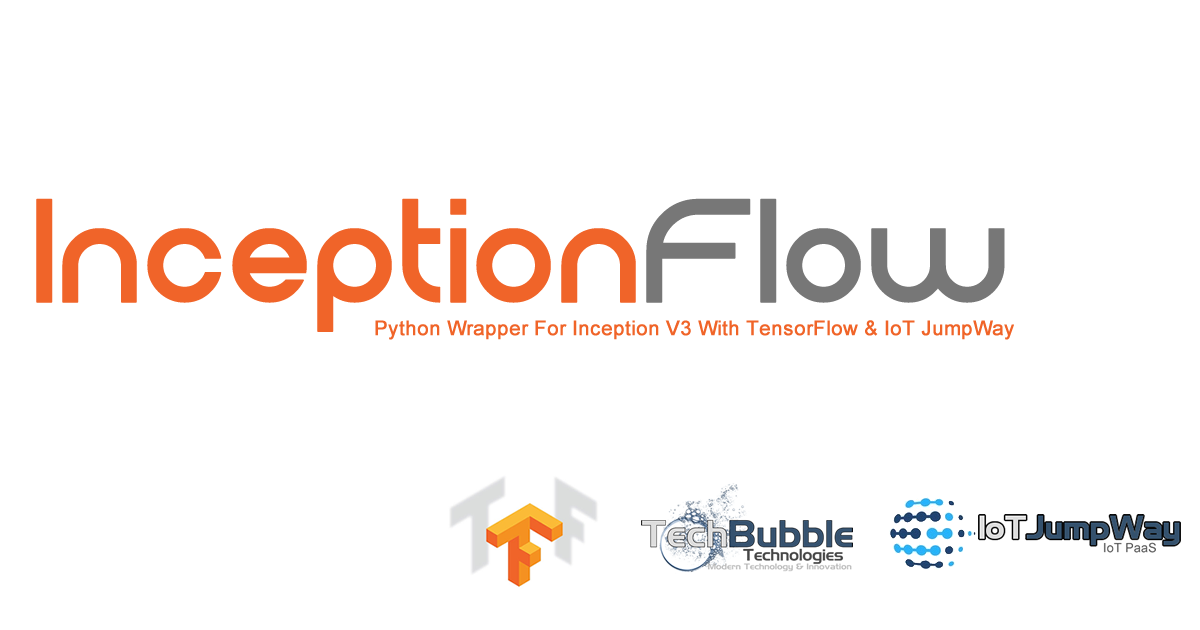 InceptionFlow
Python Wrapper For Inception V3 With TensorFlow & IoT JumpWay
TechBubble
Technologies
Modern Technology & Innovation
IoT JumpWay
IoT PaaS